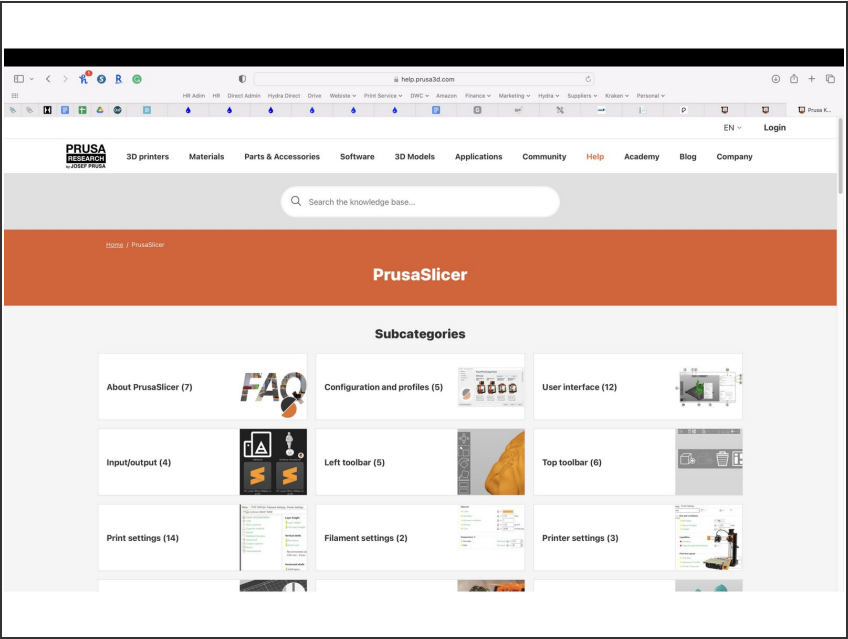 help.prusa3d.com
HR Adim HR Direct Admin Hydra Direct Drive Webiste Print Service DWC Amazon Finance Marketing Hydra Suppliers Kraken Personal
Prusa K...
EN Login
PRUSA
RESEARCH
by JOSEF PRUSA
3D printers Materials Parts & Accessories Software 3D Models Applications Community Help Academy Blog Company
Search the knowledge base...
Home / PrusaSlicer
PrusaSlicer
Subcategories
About PrusaSlicer (7)
FAQ
Configuration and profiles (5)
User interface (12)
Input/output (4)
Left toolbar (5)
Top toolbar (6)
Print settings (14)
Filament settings (2)
Printer settings (3)